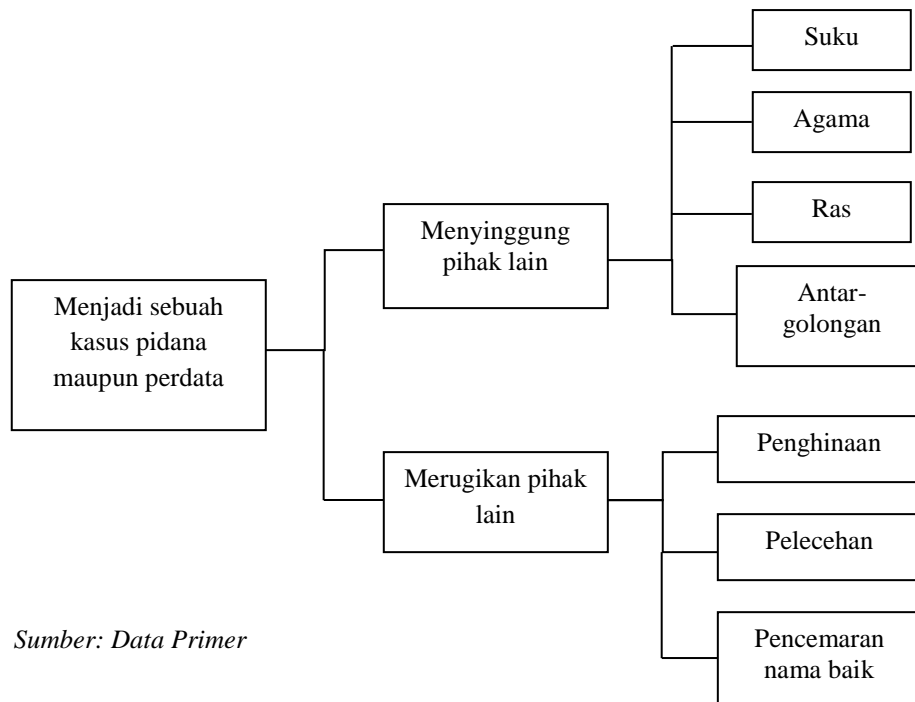 Suku
Agama
Ras
Antar-
golongan
Menyinggung
pihak lain
Menjadi sebuah
kasus pidana
maupun perdata
Merugikan pihak
lain
Penghinaan
Pelecehan
Pencemaran
nama baik
Sumber: Data Primer